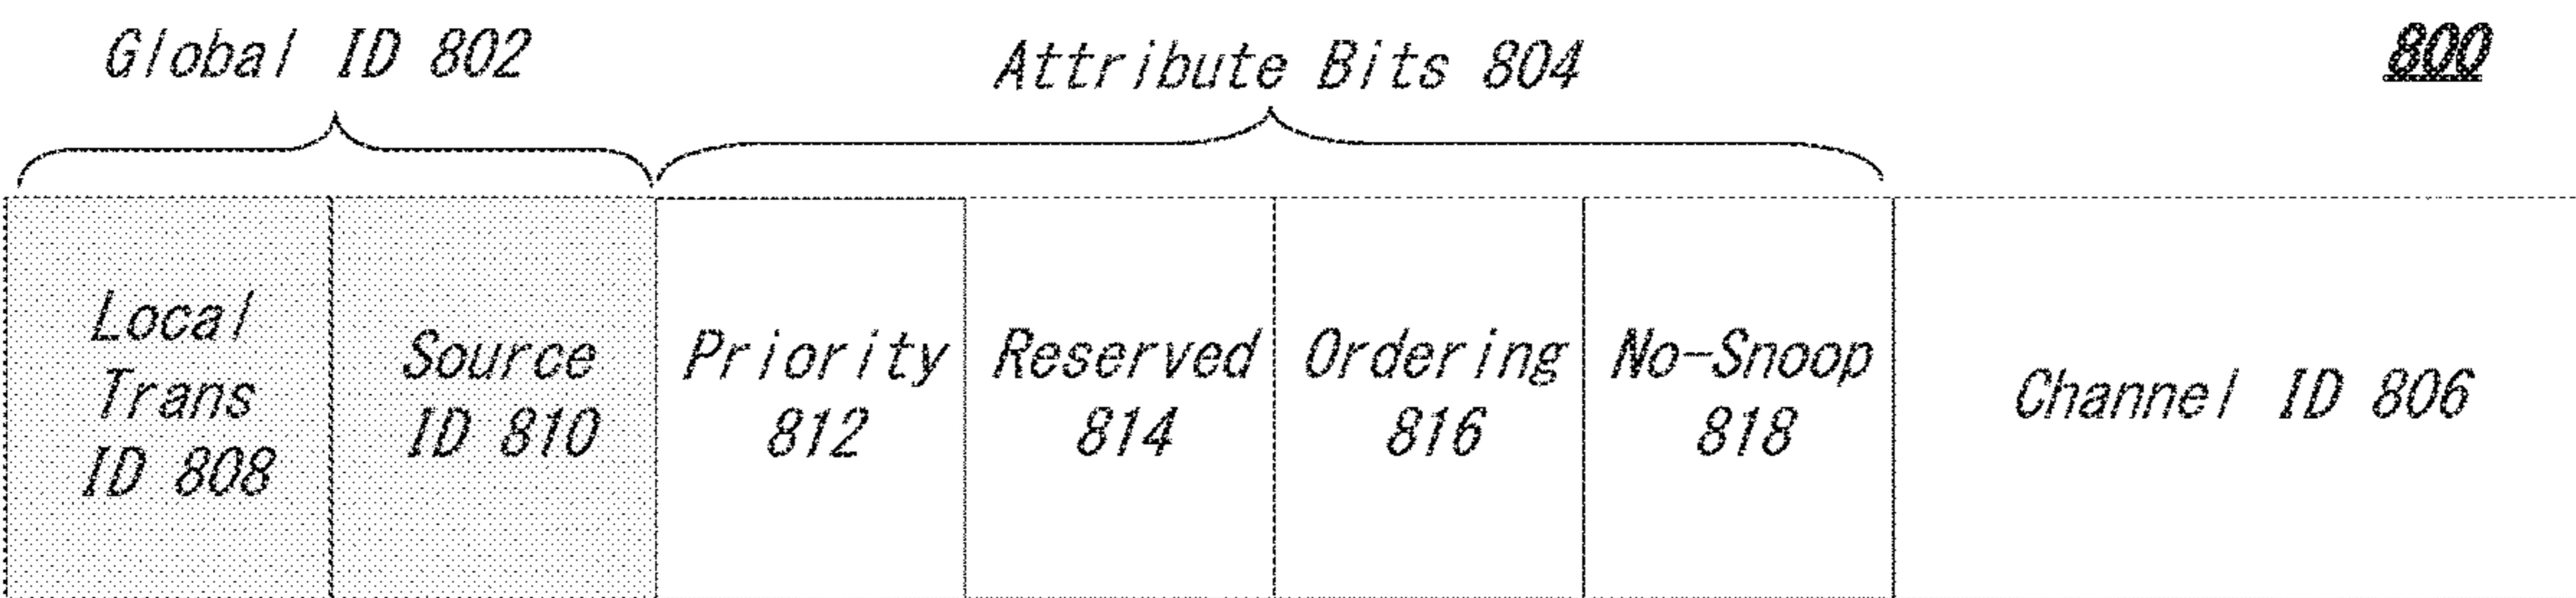 Global ID 802
Attribute Bits 804
800
Local
Trans
ID 808
Source
ID 810
Priority
812
Reserved
814
Ordering
816
No-Snoop
818
Channel ID 806